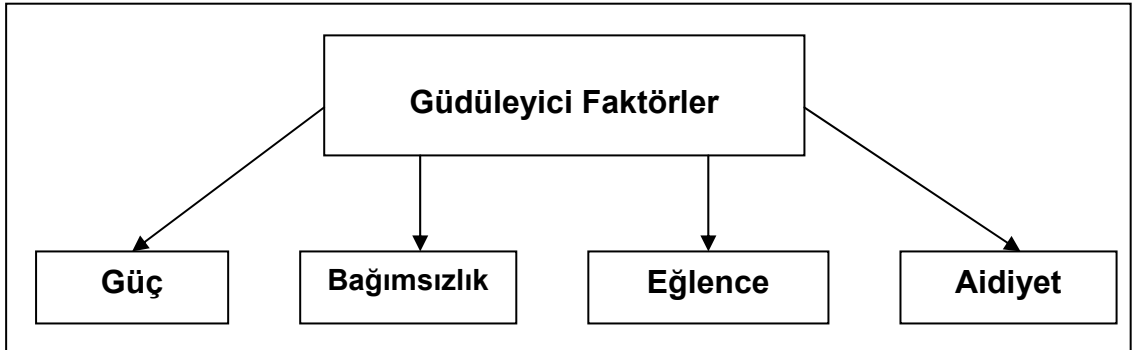 Güdüleyici Faktörler
Güç
Bağımsızlık
Eğlence
Aidiyet